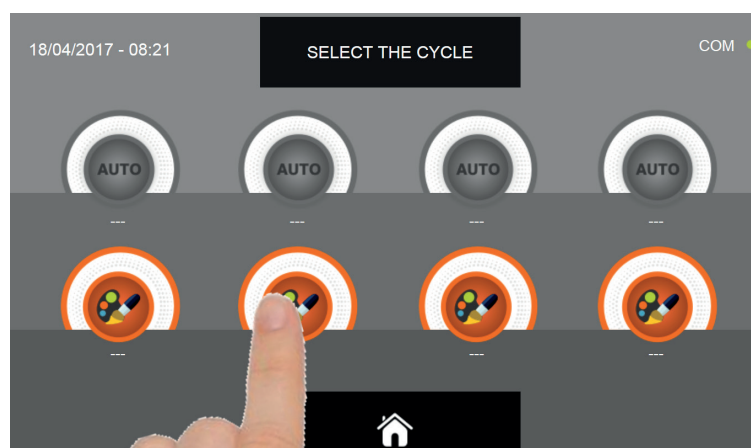 18/04/2017 - 08:21
SELECT THE CYCLE
COM
AUTO
AUTO
AUTO
AUTO
---
---
---
---
---
---
---